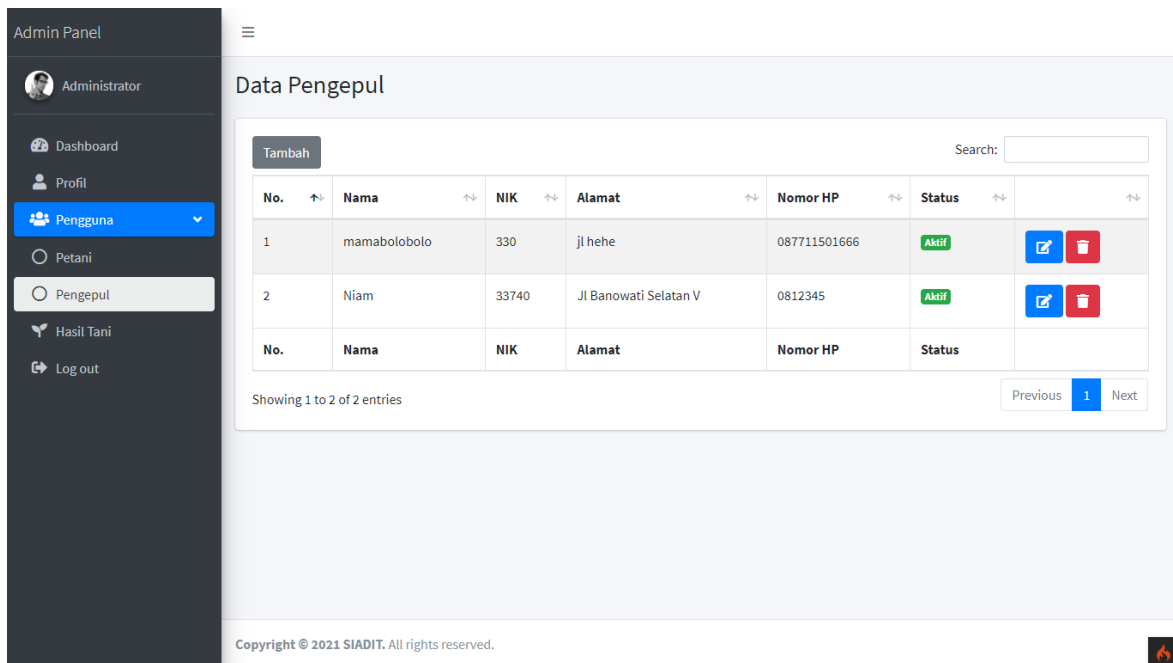 Admin Panel
Administrator
Dashboard
Profil
Pengguna
Petani
Pengepul
Hasil Tani
Log out
Data Pengepul
Tambah
Search:
No. Nama NIK Alamat Nomor HP Status
1 mamabolobolo 330 jl hehe 087711501666 Aktif
2 Niam 33740 Jl Banowati Selatan V 0812345 Aktif
No. Nama NIK Alamat Nomor HP Status
Showing 1 to 2 of 2 entries
Previous 1 Next
Copyright © 2021 SIADIT. All rights reserved.